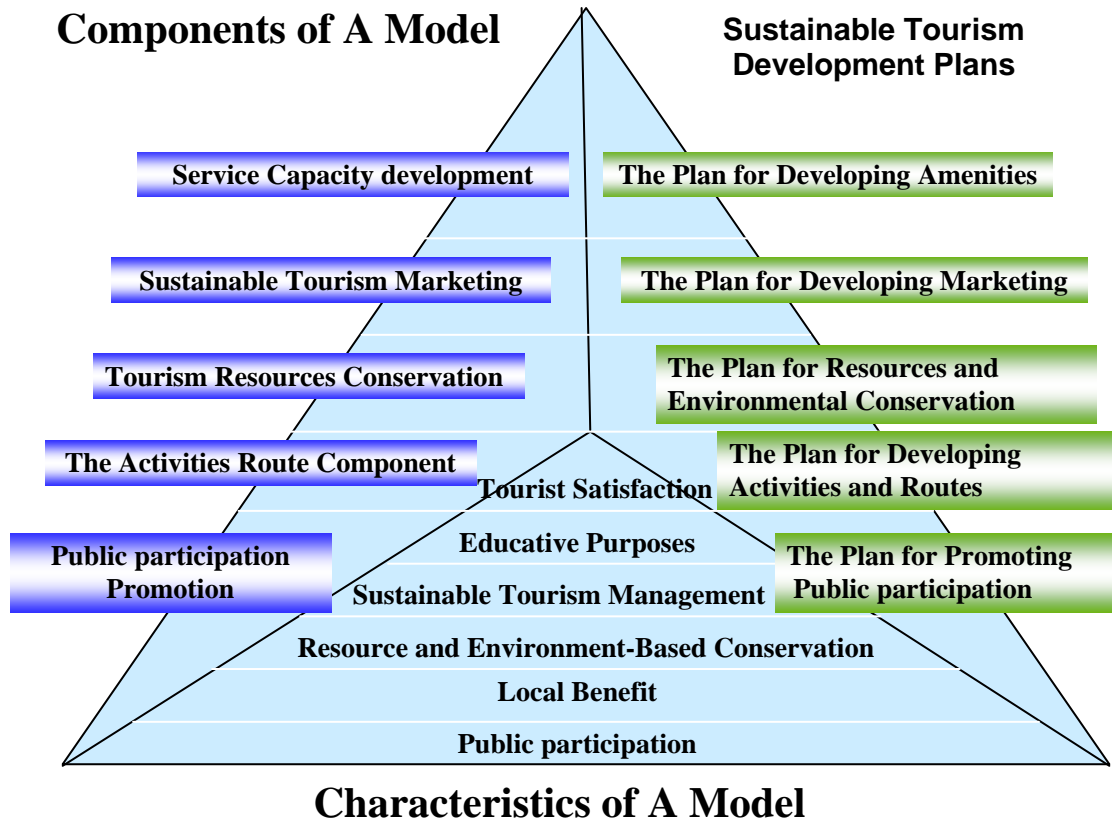 Components of A Model
Sustainable Tourism
Development Plans
Service Capacity development
The Plan for Developing Amenities
Sustainable Tourism Marketing
The Plan for Developing Marketing
Tourism Resources Conservation
The Plan for Resources and
Environmental Conservation
The Activities Route Component
The Plan for Developing
Activities and Routes
Tourist Satisfaction
Educative Purposes
Public participation
Promotion
The Plan for Promoting
Public participation
Sustainable Tourism Management
Resource and Environment-Based Conservation
Local Benefit
Public participation
Characteristics of A Model